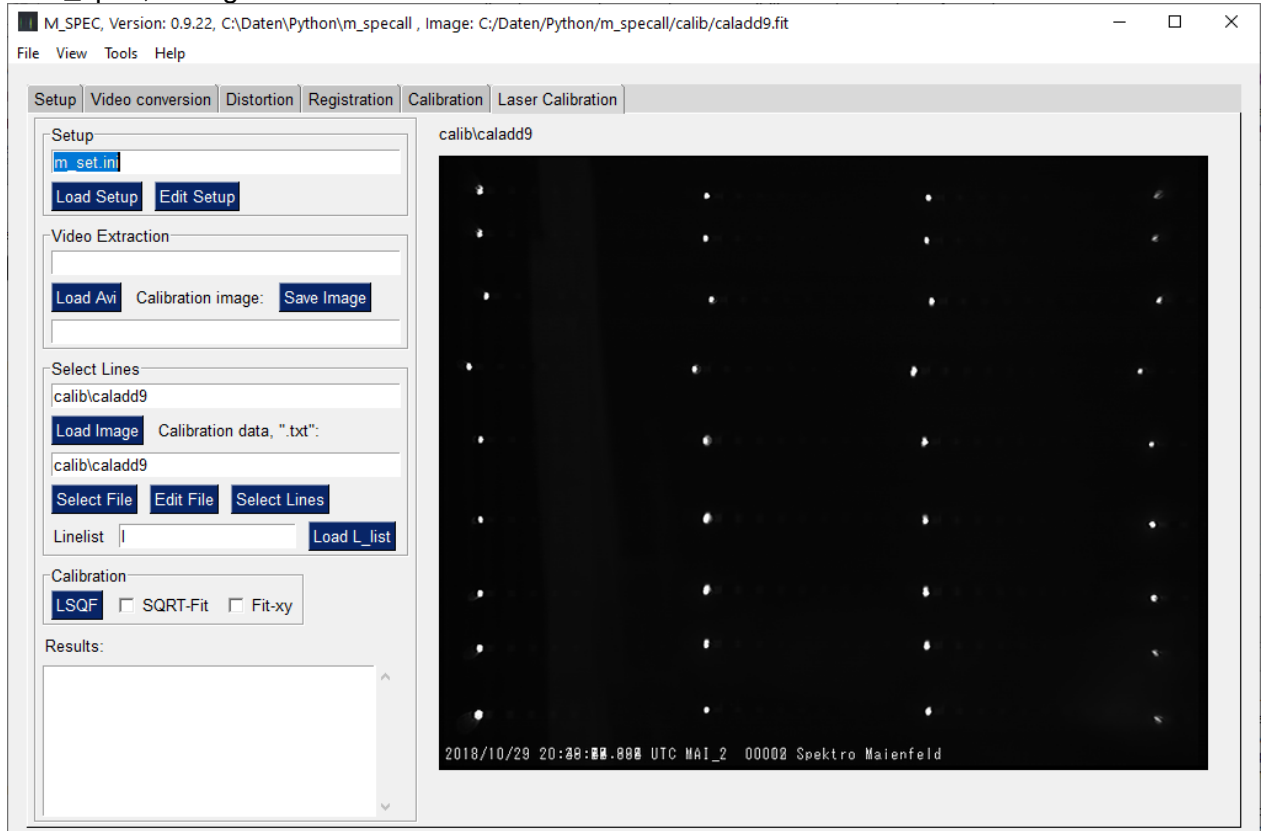 M_SPEC, Version: 0.9.22, C:\Daten\Python\m_specall , Image: C:/Daten/Python/m_specall/calib/caladd9.fit
File View Tools Help
Setup Video conversion Distortion Registration Calibration Laser Calibration
Setup
m_set.ini
Load Setup Edit Setup
Video Extraction
Load Avi Calibration image: Save Image
Select Lines
calib\caladd9
Load Image Calibration data, ".txt":
calib\caladd9
Select File Edit File Select Lines
Linelist l Load L_list
Calibration
LSQF SQRT-Fit Fit-xy
Results:
calib\caladd9
2018/10/29 UTC MAI_2 Spektro Maienfeld